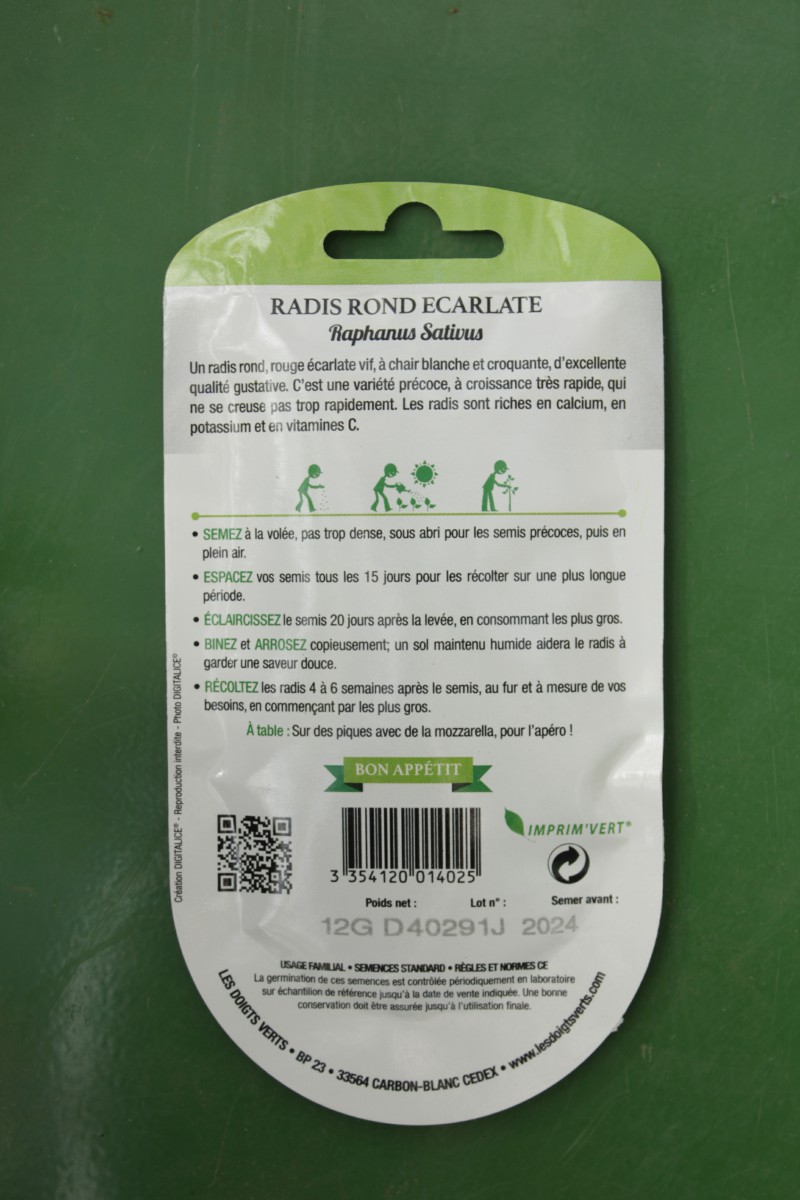 RADIS ROND ECARLATE
Raphanus Sativus
Un radis rond, rouge écarlate vif, à chair blanche et croquante, d'excellente
qualité gustative. C'est une variété précoce, à croissance très rapide, qui
ne se creuse pas trop rapidement. Les radis sont riches en calcium, en
potassium et en vitamines C.
• SEMEZ à la volée, pas trop dense, sous abri pour les semis précoces, puis en
plein air.
• ESPACEZ vos semis tous les 15 jours pour les récolter sur une plus longue
période.
• ÉCLAIRCISSEZ le semis 20 jours après la levée, en consommant les plus gros.
• BINEZ et ARROSEZ copieusement; un sol maintenu humide aidera le radis à
garder une saveur douce.
• RÉCOLTEZ les radis 4 à 6 semaines après le semis, au fur et à mesure de vos
besoins, en commençant par les plus gros.
À table : Sur des piques avec de la mozzarella, pour l'apéro !
BON APPÉTIT
Création DIGITALICE® - Reproduction interdite - Photo DIGITALICE®
IMPRIM'VERT®
3 354120 014025
Poids net : Lot n° : Semer avant :
12G D40291J 2024
USAGE FAMILIAL • SEMENCES STANDARD • RÈGLES ET NORMES CE
La germination de ces semences est contrôlée périodiquement en laboratoire
sur échantillon de référence jusqu'à la date de vente indiquée. Une bonne
conservation doit être assurée jusqu'à l'utilisation finale.
LES DOIGTS VERTS • BP 23 • 33564 CARBON-BLANC CEDEX • www.lesdoigtsverts.com